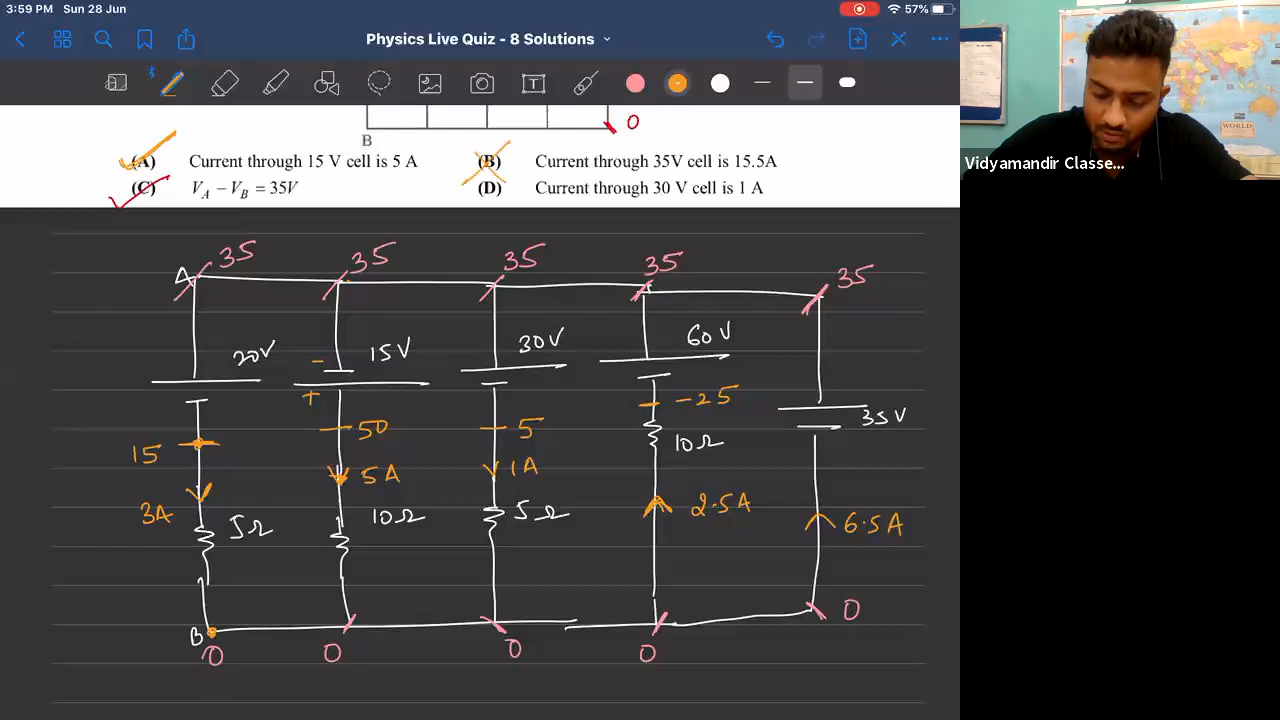 3:59 PM Sun 28 Jun
57%
Physics Live Quiz - 8 Solutions
T
0
B
(A) Current through 15 V cell is 5 A
(B) Current through 35V cell is 15.5A
(C) V_A − V_B = 35V
(D) Current through 30 V cell is 1 A
Vidyamandir Classe...
WORLD
A 35 35 35 35 35
20V 15V 30V 60V 35V
−
+
15 50 5 −25
10Ω
3A 5A 1A 2.5A 6.5A
5Ω 10Ω 5Ω
B
0 0 0 0 0